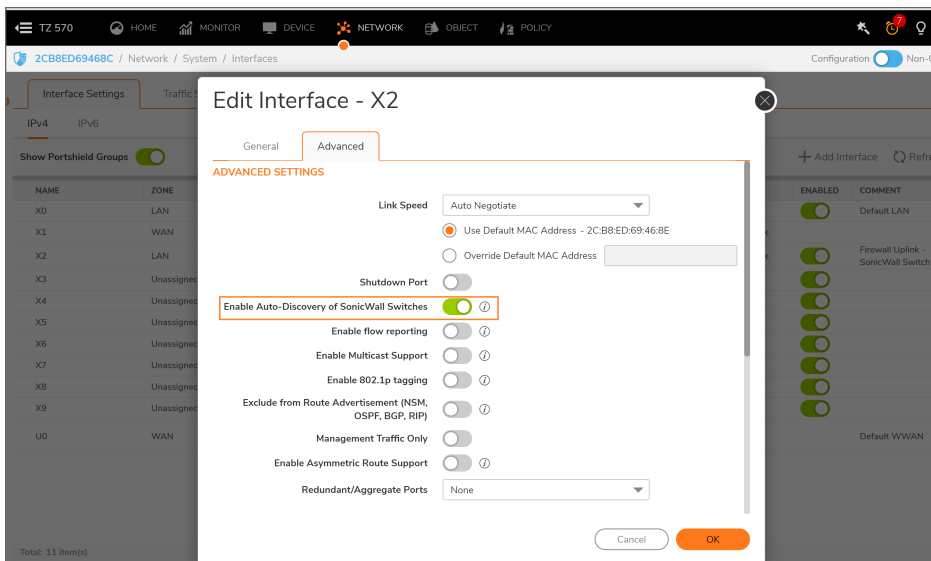 TZ 570 HOME MONITOR DEVICE NETWORK OBJECT POLICY 7
2CB8ED69468C / Network / System / Interfaces Configuration Non-
Interface Settings Traffic
IPv4 IPv6
Show Portshield Groups Add Interface
NAME ZONE ENABLED COMMENT
X0 LAN Default LAN
X1 WAN
X2 LAN Firewall Uplink -
SonicWall Switch
X3 Unassigned
X4 Unassigned
X5 Unassigned
X6 Unassigned
X7 Unassigned
X8 Unassigned
X9 Unassigned
U0 WAN Default WWAN
Total: 11 item(s)
Edit Interface - X2
General Advanced
ADVANCED SETTINGS
Link Speed Auto Negotiate
Use Default MAC Address - 2C:B8:ED:69:46:8E
Override Default MAC Address
Shutdown Port
Enable Auto-Discovery of SonicWall Switches
Enable flow reporting
Enable Multicast Support
Enable 802.1p tagging
Exclude from Route Advertisement (NSM,
OSPF, BGP, RIP)
Management Traffic Only
Enable Asymmetric Route Support
Redundant/Aggregate Ports None
Cancel OK